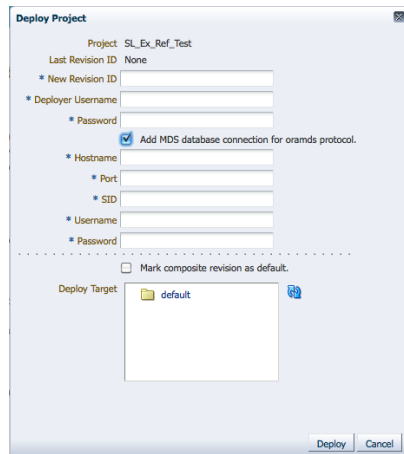 Deploy Project
Project SL_Ex_Ref_Test
Last Revision ID None
* New Revision ID
* Deployer Username
* Password
Add MDS database connection for oramds protocol.
* Hostname
* Port
* SID
* Username
* Password
Mark composite revision as default.
Deploy Target default
Deploy Cancel